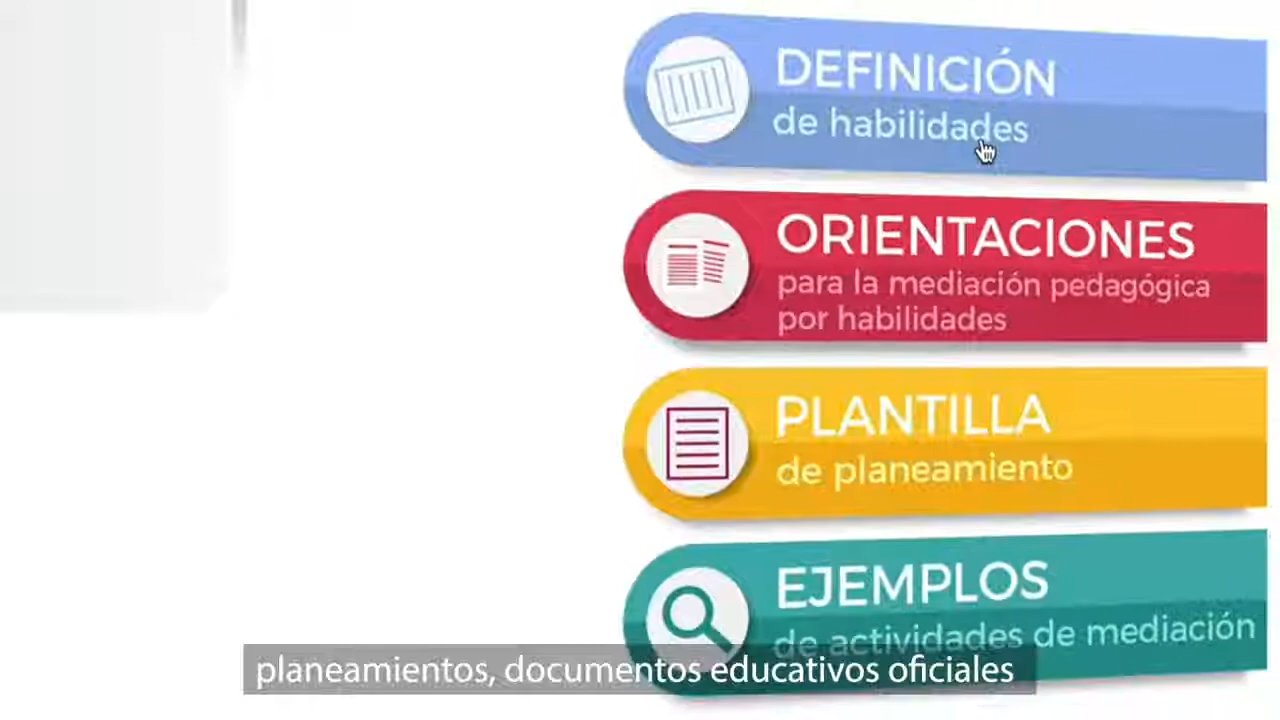 DEFINICIÓN
de habilidades
ORIENTACIONES
para la mediación pedagógica
por habilidades
PLANTILLA
de planeamiento
EJEMPLOS
de actividades de mediación
planeamientos, documentos educativos oficiales